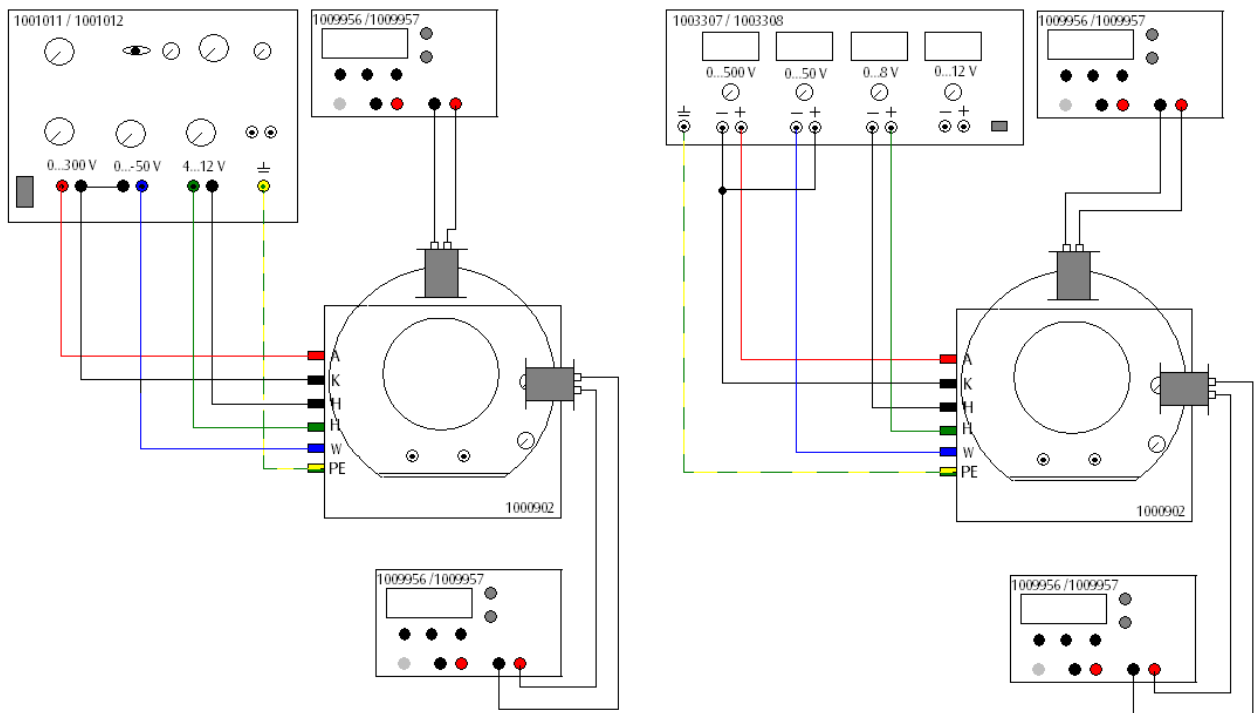 1001011 / 1001012
0...300 V 0...-50 V 4...12 V
1009956 /1009957
A
K
H
H
W
PE
1000902
1009956 /1009957
1003307 / 1003308
0...500 V 0...50 V 0...8 V 0...12 V
− + − + − + − +
1009956 /1009957
A
K
H
H
W
PE
1000902
1009956 /1009957